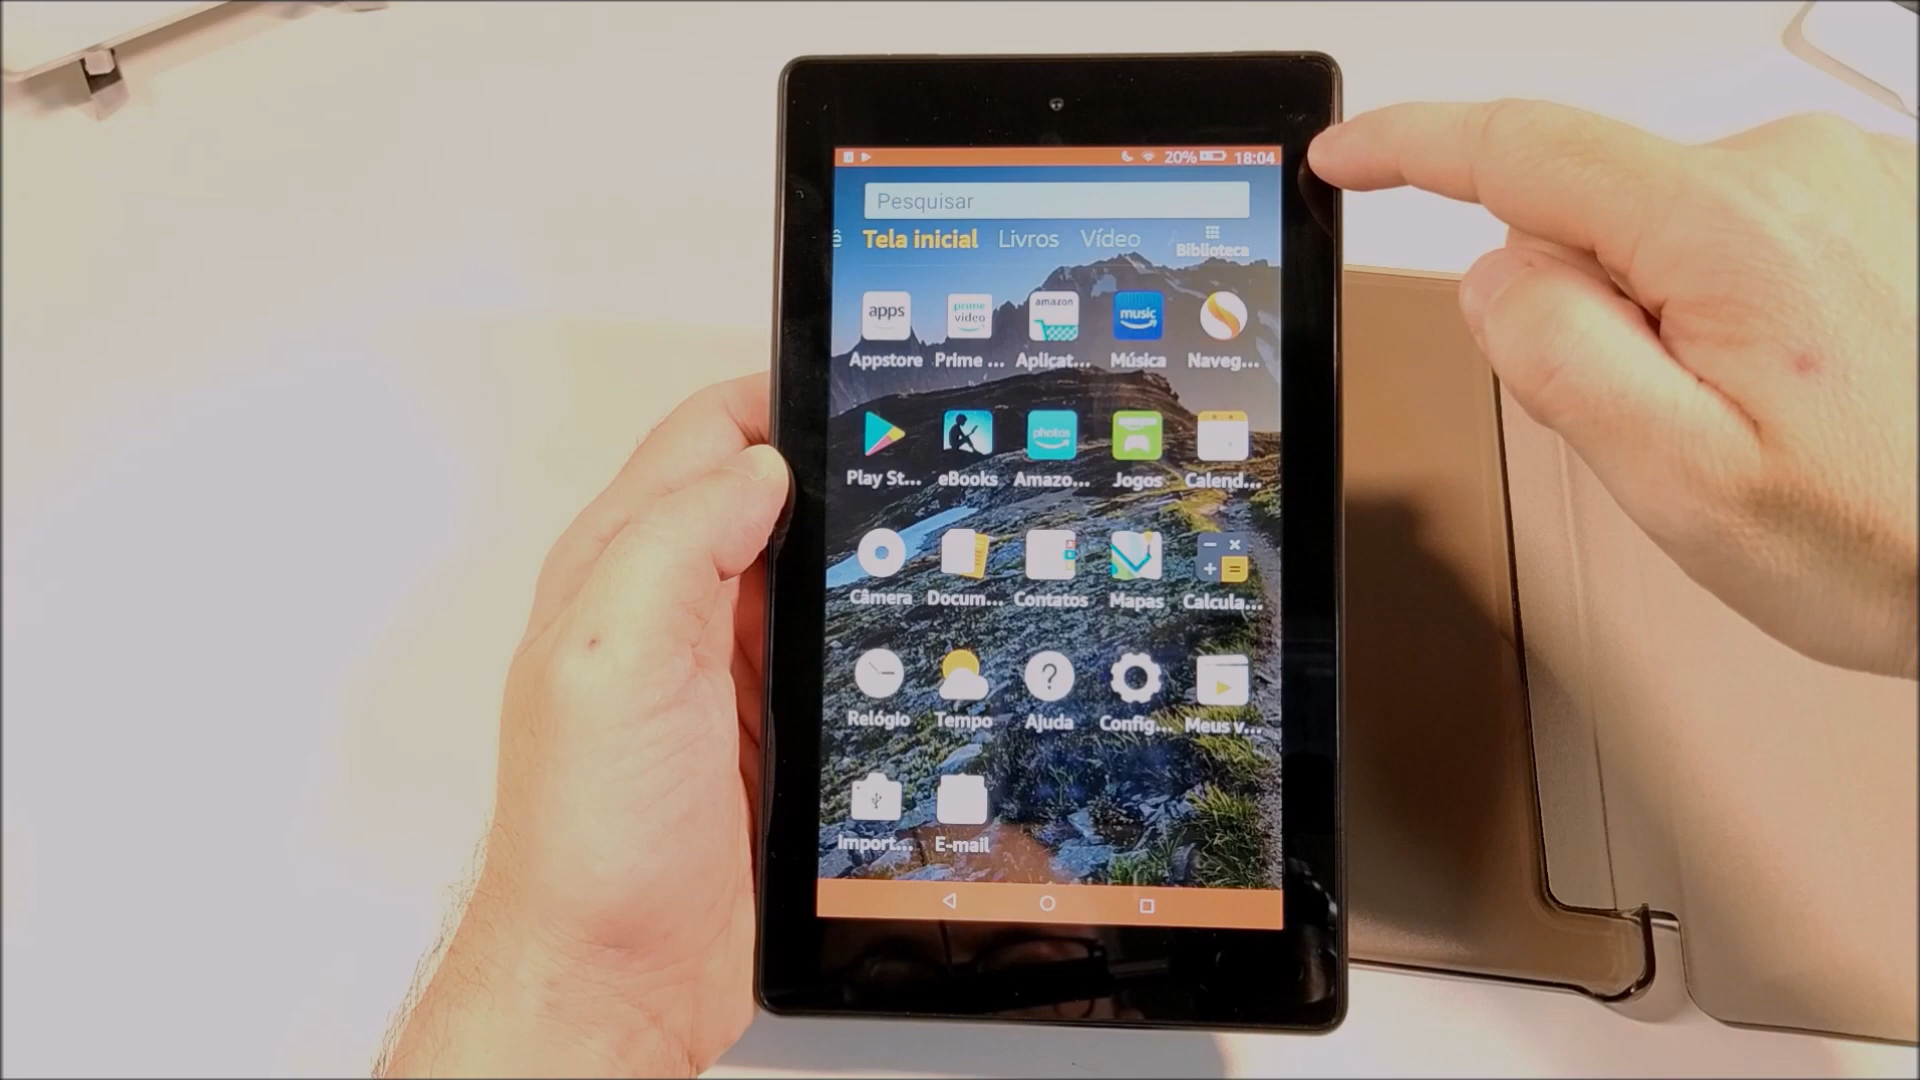 20% 18:04
Pesquisar
ê Tela inicial Livros Vídeo Biblioteca
apps prime video amazon music
Appstore Prime ... Aplicat... Música Naveg...
photos
Play St... eBooks Amazo... Jogos Calend...
Câmera Docum... Contatos Mapas Calcula...
Relógio Tempo Ajuda Config... Meus v...
Import... E-mail